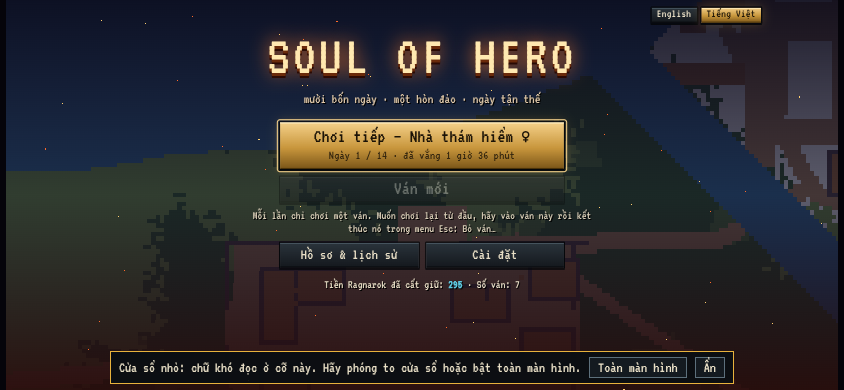 English Tiếng Việt
SOUL OF HERO
mười bốn ngày · một hòn đảo · ngày tận thế
Chơi tiếp — Nhà thám hiểm ♀
Ngày 1 / 14 · đã vắng 1 giờ 36 phút
Ván mới
Mỗi lần chỉ chơi một ván. Muốn chơi lại từ đầu, hãy vào ván này rồi kết
thúc nó trong menu Esc: Bỏ ván…
Hồ sơ & lịch sử Cài đặt
Tiền Ragnarok đã cất giữ: 295 · Số ván: 7
Cửa sổ nhỏ: chữ khó đọc ở cỡ này. Hãy phóng to cửa sổ hoặc bật toàn màn hình. Toàn màn hình Ẩn